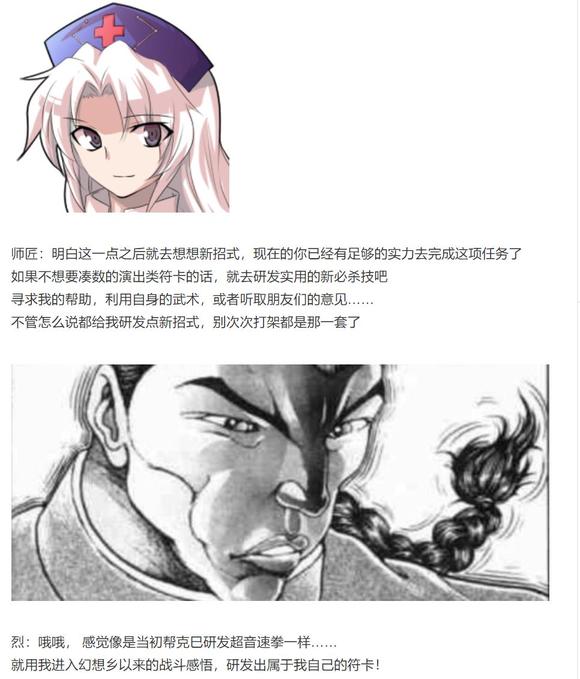 师匠：明白这一点之后就去想想新招式，现在的你已经有足够的实力去完成这项任务了
如果不想要凑数的演出类符卡的话，就去研发实用的新必杀技吧
寻求我的帮助，利用自身的武术，或者听取朋友们的意见……
不管怎么说都给我研发点新招式，别次次打架都是那一套了
烈：哦哦， 感觉像是当初帮克巳研发超音速拳一样……
就用我进入幻想乡以来的战斗感悟，研发出属于我自己的符卡！